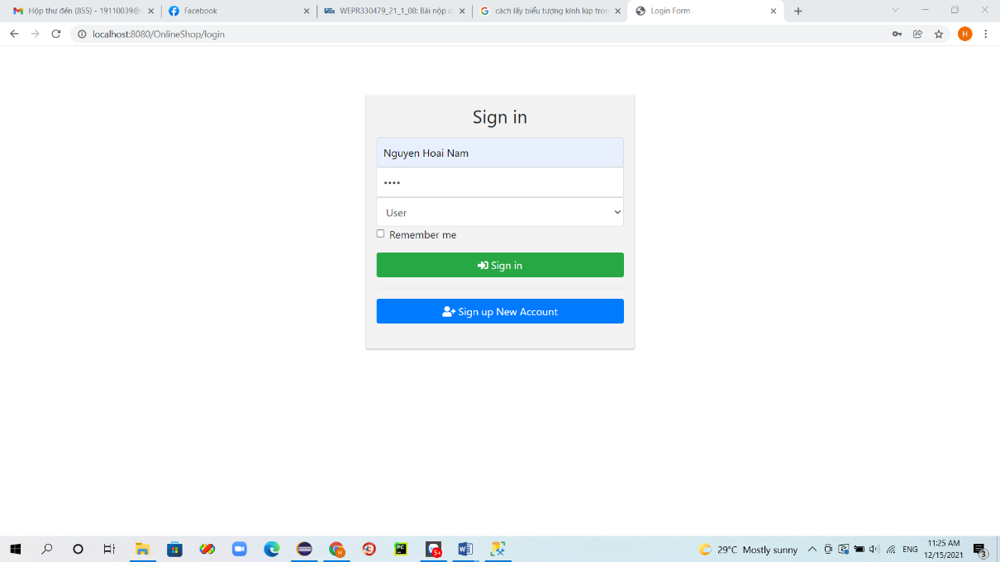 Hộp thư đến (855) - 19110039@
Facebook
WEPR330479_21_1_08: Bài nộp
cách lấy biểu tượng kính lúp tron
Login Form
localhost:8080/OnlineShop/login
H
Sign in
Nguyen Hoai Nam
••••
User
Remember me
Sign in
Sign up New Account
29°C Mostly sunny
ENG
11:25 AM
12/15/2021
3